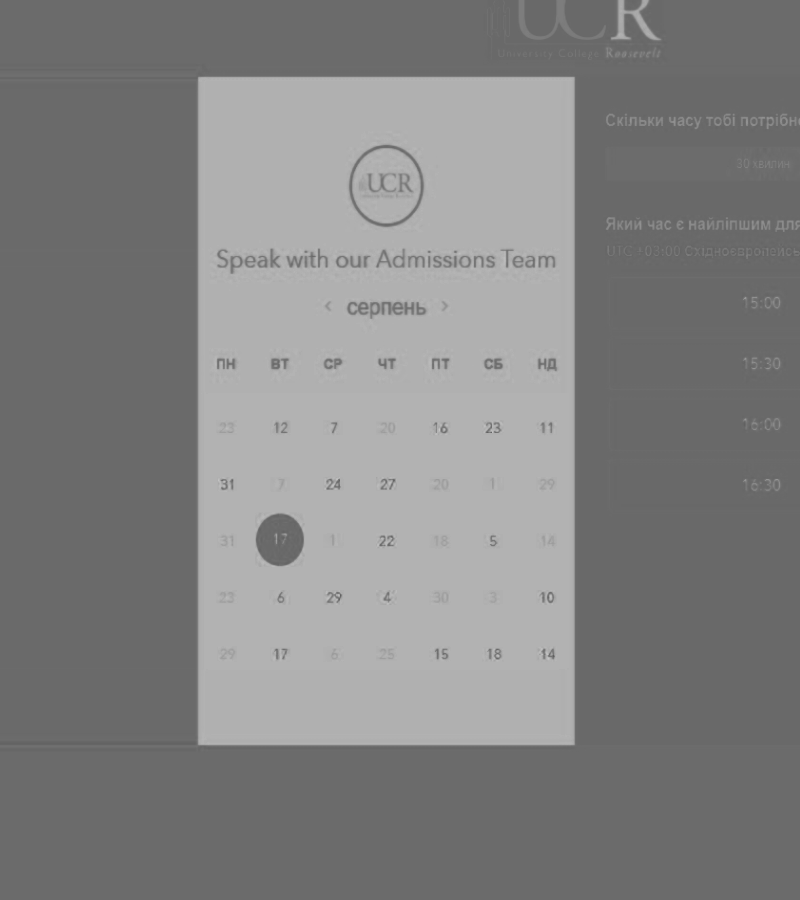 UCR
University College Roosevelt
UCR
Speak with our Admissions Team
‹ серпень ›
ПН ВТ СР ЧТ ПТ СБ НД
23 12 7 20 16 23 11
31 7 24 27 20 1 29
31 17 1 22 18 5 14
23 6 29 4 30 3 10
29 17 6 25 15 18 14
Скільки часу тобі потрібно
30 хвилин
Який час є найліпшим для
UTC +03:00 Східноєвропейськ
15:00
15:30
16:00
16:30